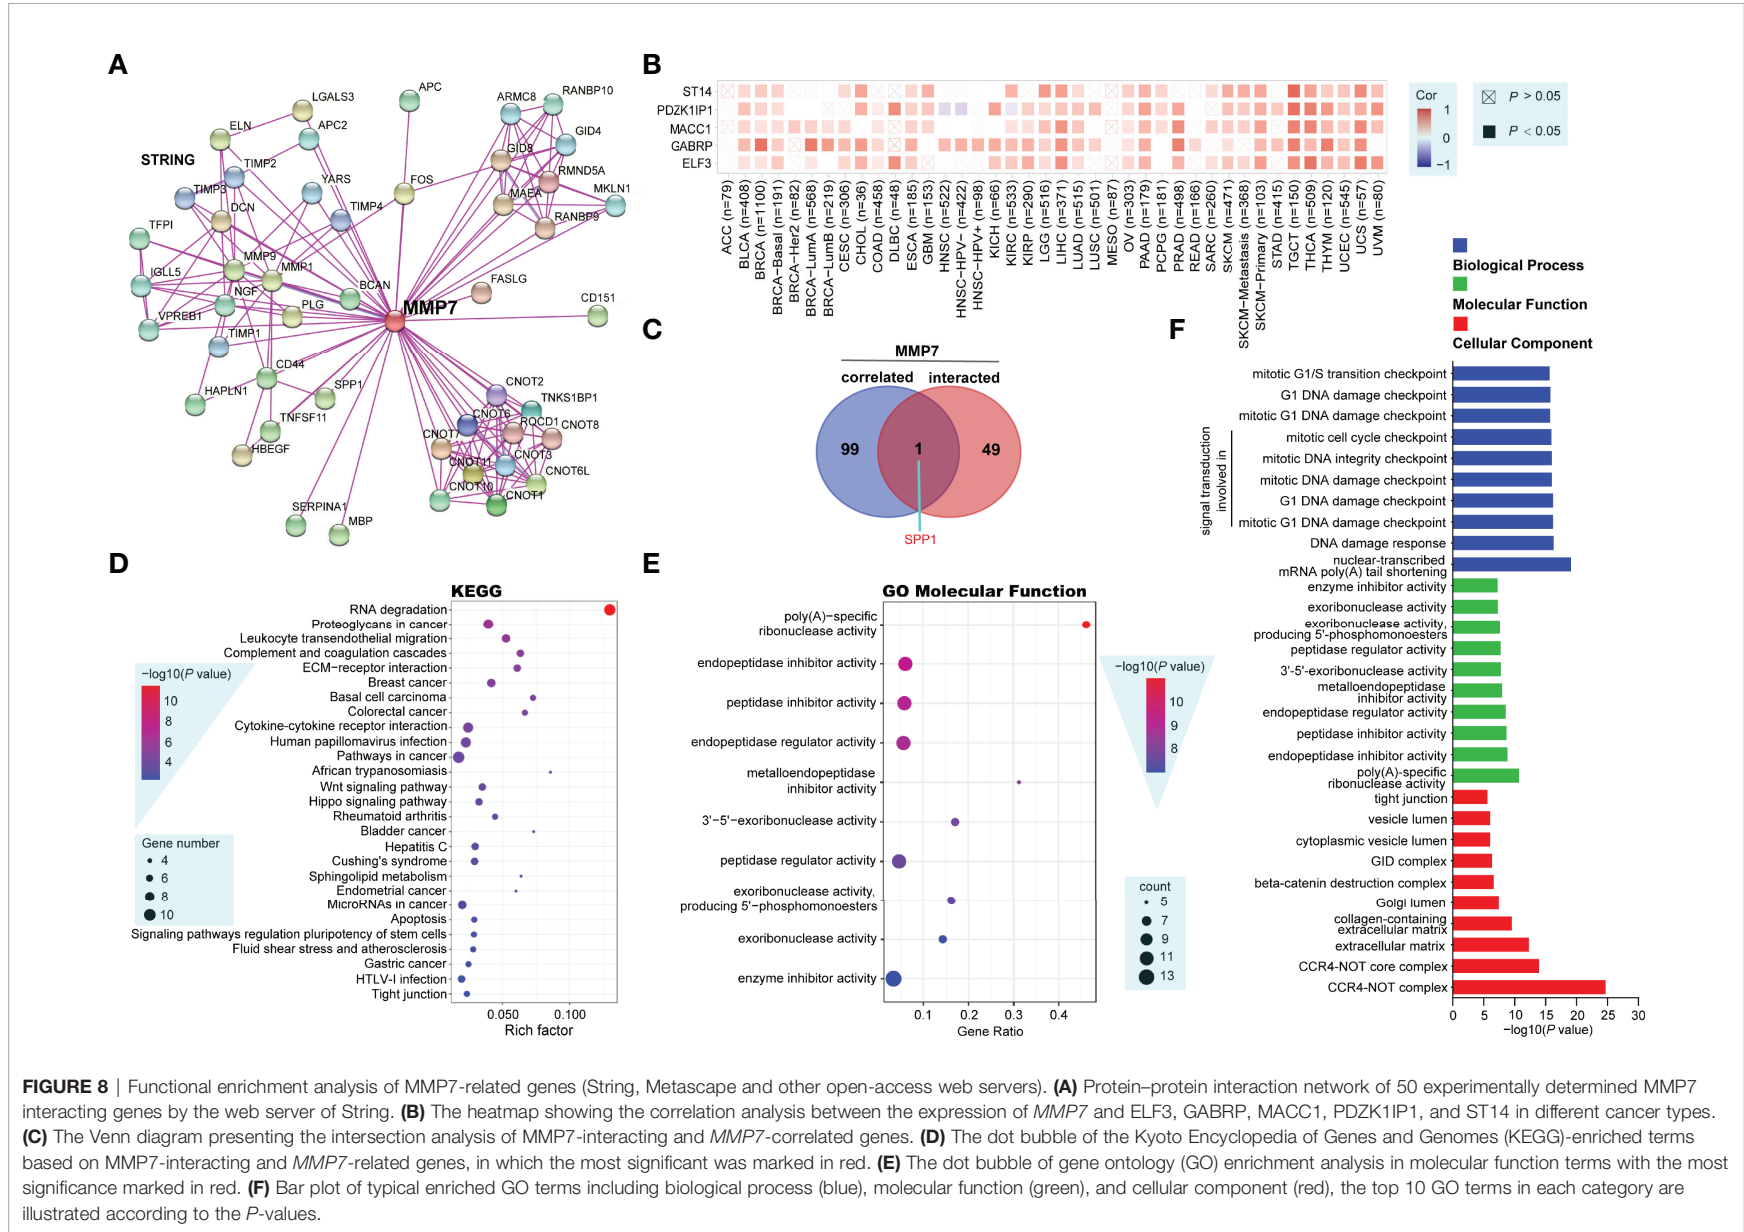 A
STRING
LGALS3
APC
ARMC8
RANBP10
ELN
APC2
GID4
GID8
TIMP2
RMND5A
TIMP3
YARS
FOS
MAEA
MKLN1
DCN
TIMP4
RANBP9
TFPI
MMP9
MMP1
IGLL5
BCAN
FASLG
NGF
PLG
MMP7
CD151
VPREB1
TIMP1
CD44
HAPLN1
SPP1
TNFSF11
HBEGF
CNOT2
TNKS1BP1
CNOT6
RQCD1
CNOT8
CNOT7
CNOT3
CNOT11
CNOT6L
CNOT10
CNOT1
SERPINA1
MBP
B
ST14
PDZK1IP1
MACC1
GABRP
ELF3
ACC (n=79)
BLCA (n=408)
BRCA (n=1100)
BRCA−Basal (n=191)
BRCA−Her2 (n=82)
BRCA−LumA (n=568)
BRCA−LumB (n=219)
CESC (n=306)
CHOL (n=36)
COAD (n=458)
DLBC (n=48)
ESCA (n=185)
GBM (n=153)
HNSC (n=522)
HNSC−HPV− (n=422)
HNSC−HPV+ (n=98)
KICH (n=66)
KIRC (n=533)
KIRP (n=290)
LGG (n=516)
LIHC (n=371)
LUAD (n=515)
LUSC (n=501)
MESO (n=87)
OV (n=303)
PAAD (n=179)
PCPG (n=181)
PRAD (n=498)
READ (n=166)
SARC (n=260)
SKCM (n=471)
SKCM−Metastasis (n=368)
SKCM−Primary (n=103)
STAD (n=415)
TGCT (n=150)
THCA (n=509)
THYM (n=120)
UCEC (n=545)
UCS (n=57)
UVM (n=80)
Cor
1
0
−1
P > 0.05
P < 0.05
C
MMP7
correlated interacted
99 1 49
SPP1
D
KEGG
RNA degradation
Proteoglycans in cancer
Leukocyte transendothelial migration
Complement and coagulation cascades
ECM−receptor interaction
Breast cancer
Basal cell carcinoma
Colorectal cancer
Cytokine-cytokine receptor interaction
Human papillomavirus infection
Pathways in cancer
African trypanosomiasis
Wnt signaling pathway
Hippo signaling pathway
Rheumatoid arthritis
Bladder cancer
Hepatitis C
Cushing's syndrome
Sphingolipid metabolism
Endometrial cancer
MicroRNAs in cancer
Apoptosis
Signaling pathways regulation pluripotency of stem cells
Fluid shear stress and atherosclerosis
Gastric cancer
HTLV-I infection
Tight junction
0.050 0.100
Rich factor
−log10(P value)
10
8
6
4
Gene number
4
6
8
10
E
GO Molecular Function
poly(A)−specific
ribonuclease activity
endopeptidase inhibitor activity
peptidase inhibitor activity
endopeptidase regulator activity
metalloendopeptidase
inhibitor activity
3'−5'−exoribonuclease activity
peptidase regulator activity
exoribonuclease activity,
producing 5'−phosphomonoesters
exoribonuclease activity
enzyme inhibitor activity
0.1 0.2 0.3 0.4
Gene Ratio
−log10(P value)
10
9
8
count
5
7
9
11
13
F
Biological Process
Molecular Function
Cellular Component
signal transduction
involved in
mitotic G1/S transition checkpoint
G1 DNA damage checkpoint
mitotic G1 DNA damage checkpoint
mitotic cell cycle checkpoint
mitotic DNA integrity checkpoint
mitotic DNA damage checkpoint
G1 DNA damage checkpoint
mitotic G1 DNA damage checkpoint
DNA damage response
nuclear-transcribed
mRNA poly(A) tail shortening
enzyme inhibitor activity
exoribonuclease activity
exoribonuclease activity,
producing 5'-phosphomonoesters
peptidase regulator activity
3'-5'-exoribonuclease activity
metalloendopeptidase
inhibitor activity
endopeptidase regulator activity
peptidase inhibitor activity
endopeptidase inhibitor activity
poly(A)-specific
ribonuclease activity
tight junction
vesicle lumen
cytoplasmic vesicle lumen
GID complex
beta-catenin destruction complex
Golgi lumen
collagen-containing
extracellular matrix
extracellular matrix
CCR4-NOT core complex
CCR4-NOT complex
0 5 10 15 20 25 30
−log10(P value)
FIGURE 8 | Functional enrichment analysis of MMP7-related genes (String, Metascape and other open-access web servers). (A) Protein–protein interaction network of 50 experimentally determined MMP7
interacting genes by the web server of String. (B) The heatmap showing the correlation analysis between the expression of MMP7 and ELF3, GABRP, MACC1, PDZK1IP1, and ST14 in different cancer types.
(C) The Venn diagram presenting the intersection analysis of MMP7-interacting and MMP7-correlated genes. (D) The dot bubble of the Kyoto Encyclopedia of Genes and Genomes (KEGG)-enriched terms
based on MMP7-interacting and MMP7-related genes, in which the most significant was marked in red. (E) The dot bubble of gene ontology (GO) enrichment analysis in molecular function terms with the most
significance marked in red. (F) Bar plot of typical enriched GO terms including biological process (blue), molecular function (green), and cellular component (red), the top 10 GO terms in each category are
illustrated according to the P-values.